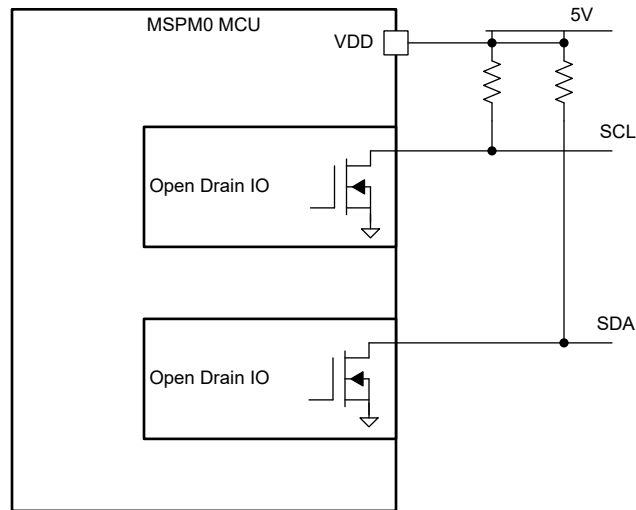 MSPM0 MCU
5V
VDD
SCL
Open Drain IO
SDA
Open Drain IO